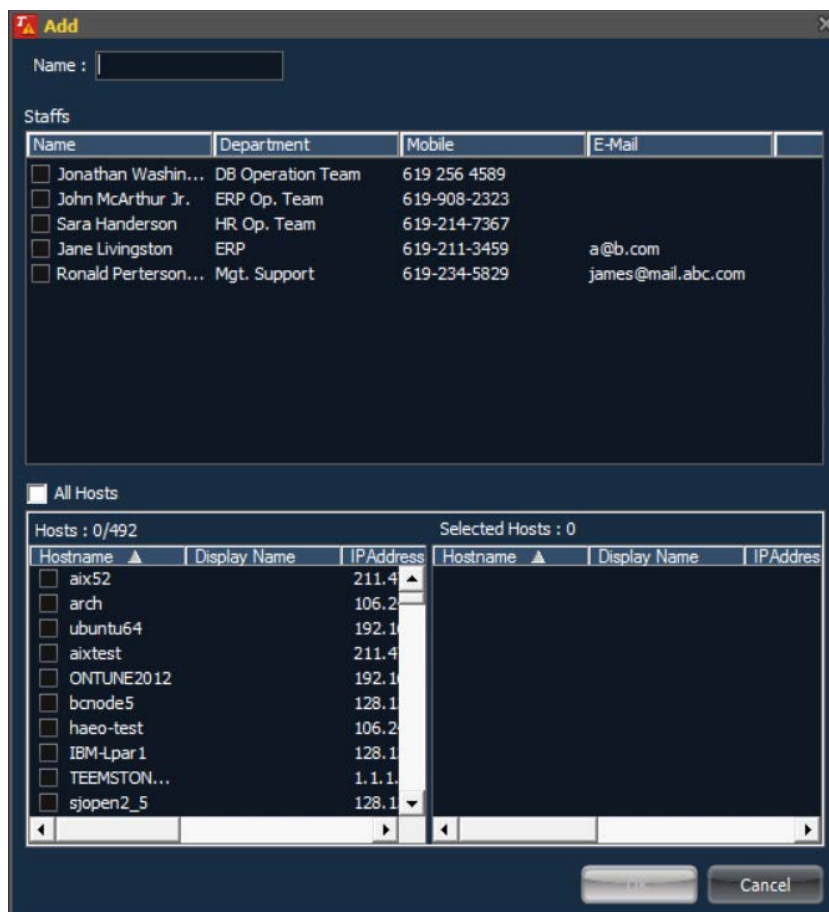 Add
Name :
Staffs
Name Department Mobile E-Mail
Jonathan Washin... DB Operation Team 619 256 4589
John McArthur Jr. ERP Op. Team 619-908-2323
Sara Handerson HR Op. Team 619-214-7367
Jane Livingston ERP 619-211-3459 a@b.com
Ronald Perterson... Mgt. Support 619-234-5829 james@mail.abc.com
All Hosts
Hosts : 0/492 Selected Hosts : 0
Hostname Display Name IPAddress Hostname Display Name IPAddres
aix52 211.4
arch 106.2
ubuntu64 192.1
aixtest 211.4
ONTUNE2012 192.1
bcnode5 128.1
haeo-test 106.2
IBM-Lpar1 128.1
TEEMSTON... 1.1.1.
sjopen2_5 128.1
OK Cancel